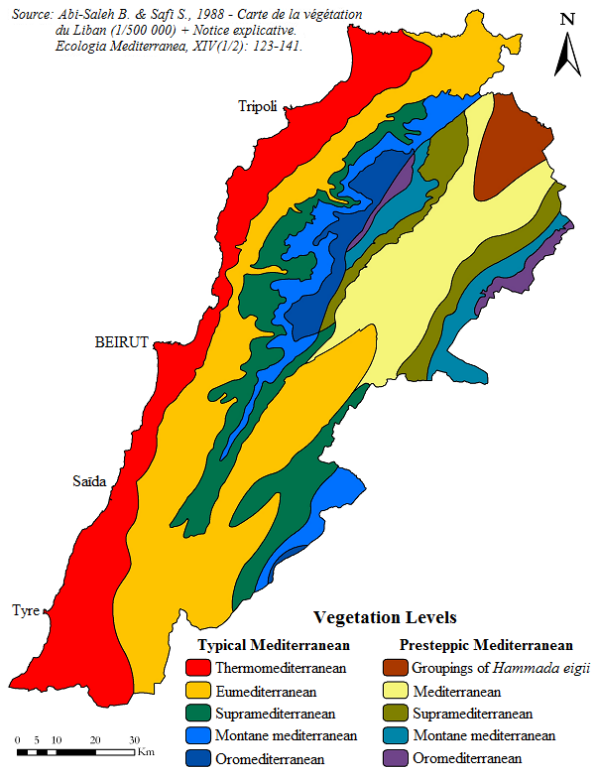 Source: Abi-Saleh B. & Safi S., 1988 - Carte de la végétation
du Liban (1/500 000) + Notice explicative.
Ecologia Mediterranea, XIV(1/2): 123-141.
N
Tripoli
BEIRUT
Saïda
Tyre
Vegetation Levels
Typical Mediterranean Presteppic Mediterranean
Thermomediterranean Groupings of Hammada eigii
Eumediterranean Mediterranean
Supramediterranean Supramediterranean
Montane mediterranean Montane mediterranean
Oromediterranean Oromediterranean
0 5 10 20 30
Km